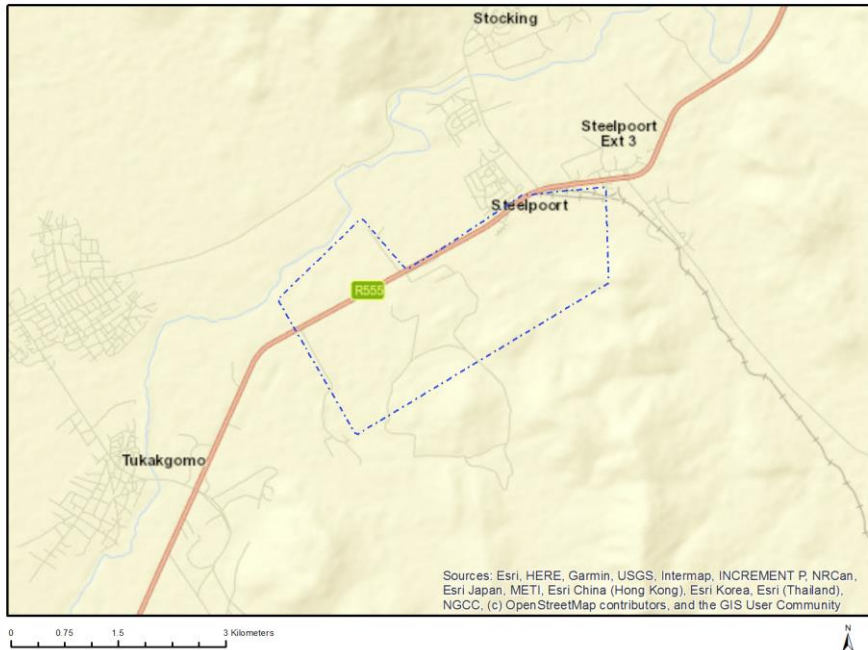 Stocking
Steelpoort
Ext 3
Steelpoort
R555
Tukakgomo
Sources: Esri, HERE, Garmin, USGS, Intermap, INCREMENT P, NRCan,
Esri Japan, METI, Esri China (Hong Kong), Esri Korea, Esri (Thailand),
NGCC, (c) OpenStreetMap contributors, and the GIS User Community
0 0.75 1.5 3 Kilometers
N